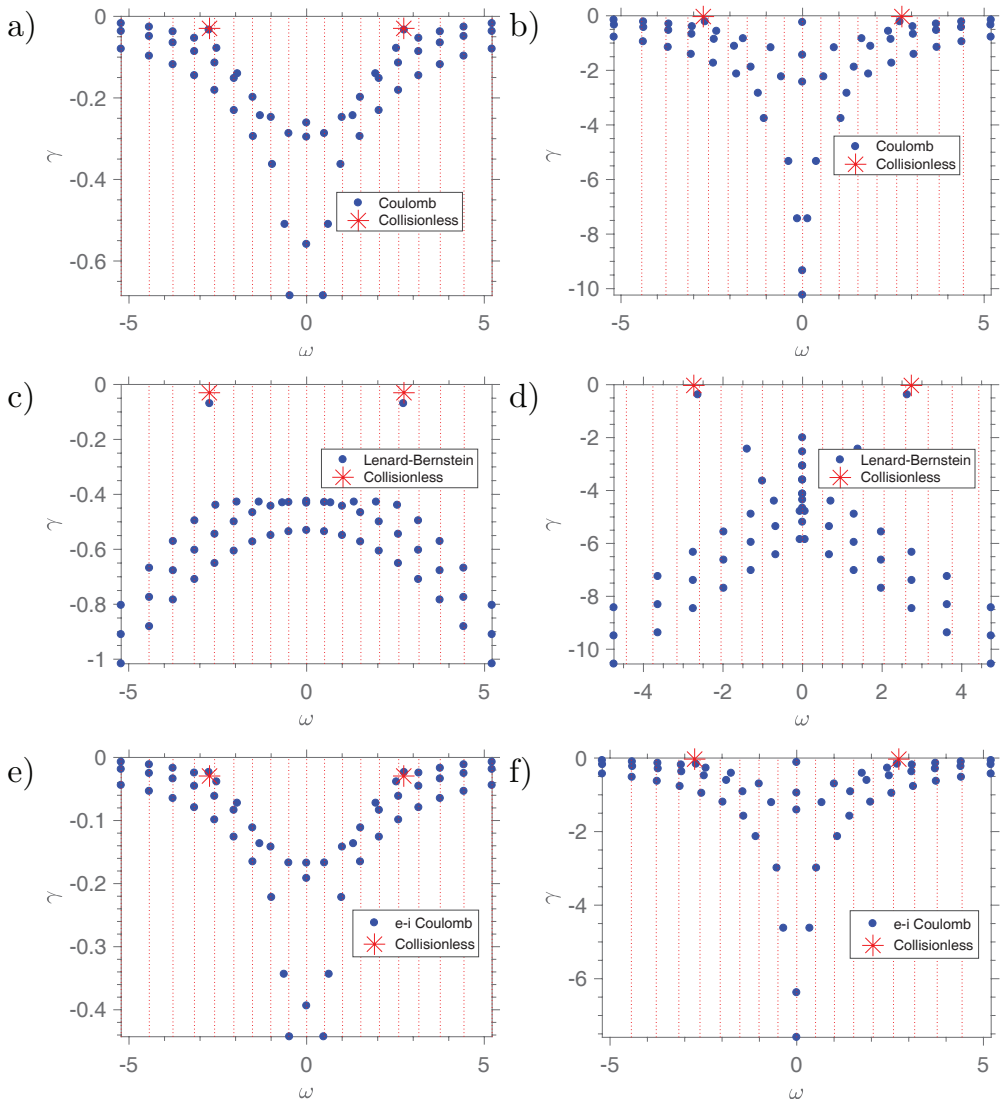 a)
0
-0.2
-0.4
-0.6
γ
-5
0
5
ω
Coulomb
Collisionless
b)
0
-2
-4
-6
-8
-10
γ
-5
0
5
ω
Coulomb
Collisionless
c)
0
-0.2
-0.4
-0.6
-0.8
-1
γ
-5
0
5
ω
Lenard-Bernstein
Collisionless
d)
0
-2
-4
-6
-8
-10
γ
-4
-2
0
2
4
ω
Lenard-Bernstein
Collisionless
e)
0
-0.1
-0.2
-0.3
-0.4
γ
-5
0
5
ω
e-i Coulomb
Collisionless
f)
0
-2
-4
-6
γ
-5
0
5
ω
e-i Coulomb
Collisionless